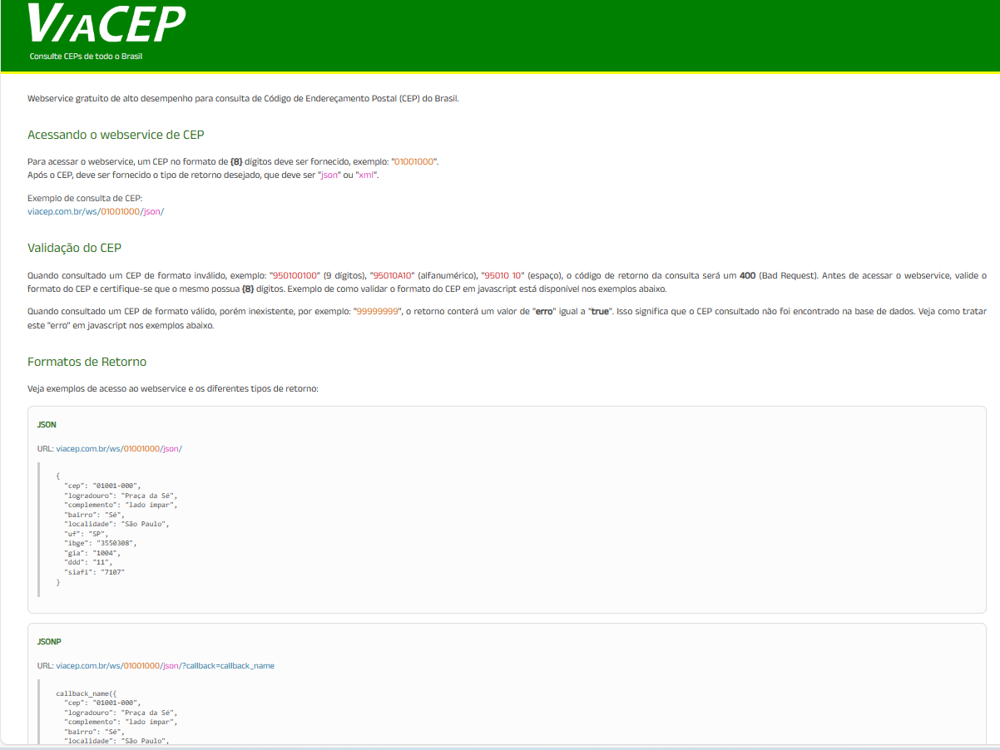 VIACEP
Consulte CEPs de todo o Brasil
Webservice gratuito de alto desempenho para consulta de Código de Endereçamento Postal (CEP) do Brasil.
Acessando o webservice de CEP
Para acessar o webservice, um CEP no formato de {8} dígitos deve ser fornecido, exemplo: "01001000".
Após o CEP, deve ser fornecido o tipo de retorno desejado, que deve ser "json" ou "xml".
Exemplo de consulta de CEP:
viacep.com.br/ws/01001000/json/
Validação do CEP
Quando consultado um CEP de formato inválido, exemplo: "950100100" (9 dígitos), "95010A10" (alfanumérico), "95010 10" (espaço), o código de retorno da consulta será um 400 (Bad Request). Antes de acessar o webservice, valide o
formato do CEP e certifique-se que o mesmo possua {8} dígitos. Exemplo de como validar o formato do CEP em javascript está disponível nos exemplos abaixo.
Quando consultado um CEP de formato válido, porém inexistente, por exemplo: "99999999", o retorno conterá um valor de "erro" igual a "true". Isso significa que o CEP consultado não foi encontrado na base de dados. Veja como tratar
este "erro" em javascript nos exemplos abaixo.
Formatos de Retorno
Veja exemplos de acesso ao webservice e os diferentes tipos de retorno:
JSON
URL: viacep.com.br/ws/01001000/json/
{
"cep": "01001-000",
"logradouro": "Praça da Sé",
"complemento": "lado ímpar",
"bairro": "Sé",
"localidade": "São Paulo",
"uf": "SP",
"ibge": "3550308",
"gia": "1004",
"ddd": "11",
"siafi": "7107"
}
JSONP
URL: viacep.com.br/ws/01001000/json/?callback=callback_name
callback_name({
"cep": "01001-000",
"logradouro": "Praça da Sé",
"complemento": "lado ímpar",
"bairro": "Sé",
"localidade": "São Paulo",